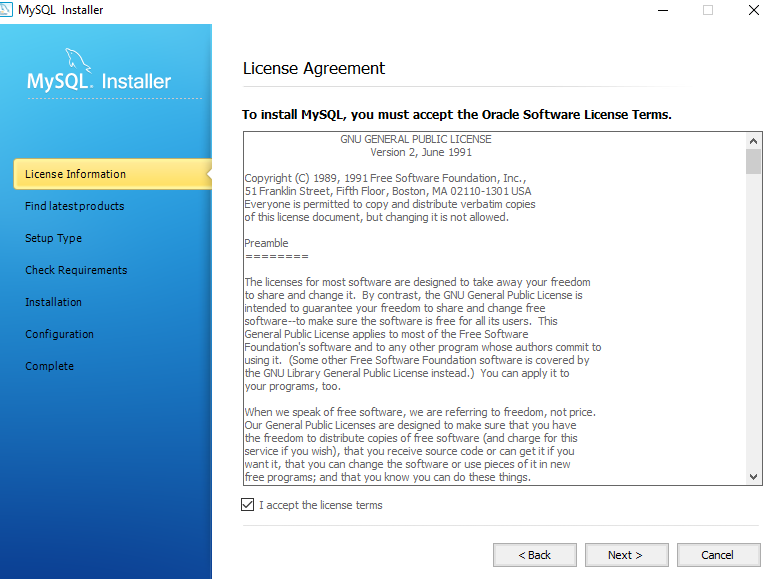 MySQL Installer
MySQL. Installer
License Information
Find latest products
Setup Type
Check Requirements
Installation
Configuration
Complete
License Agreement
To install MySQL, you must accept the Oracle Software License Terms.
GNU GENERAL PUBLIC LICENSE
Version 2, June 1991
Copyright (C) 1989, 1991 Free Software Foundation, Inc.,
51 Franklin Street, Fifth Floor, Boston, MA 02110-1301 USA
Everyone is permitted to copy and distribute verbatim copies
of this license document, but changing it is not allowed.
Preamble
========
The licenses for most software are designed to take away your freedom
to share and change it.  By contrast, the GNU General Public License is
intended to guarantee your freedom to share and change free
software--to make sure the software is free for all its users.  This
General Public License applies to most of the Free Software
Foundation's software and to any other program whose authors commit to
using it.  (Some other Free Software Foundation software is covered by
the GNU Library General Public License instead.)  You can apply it to
your programs, too.
When we speak of free software, we are referring to freedom, not price.
Our General Public Licenses are designed to make sure that you have
the freedom to distribute copies of free software (and charge for this
service if you wish), that you receive source code or can get it if you
want it, that you can change the software or use pieces of it in new
free programs; and that you know you can do these things.
I accept the license terms
< Back
Next >
Cancel